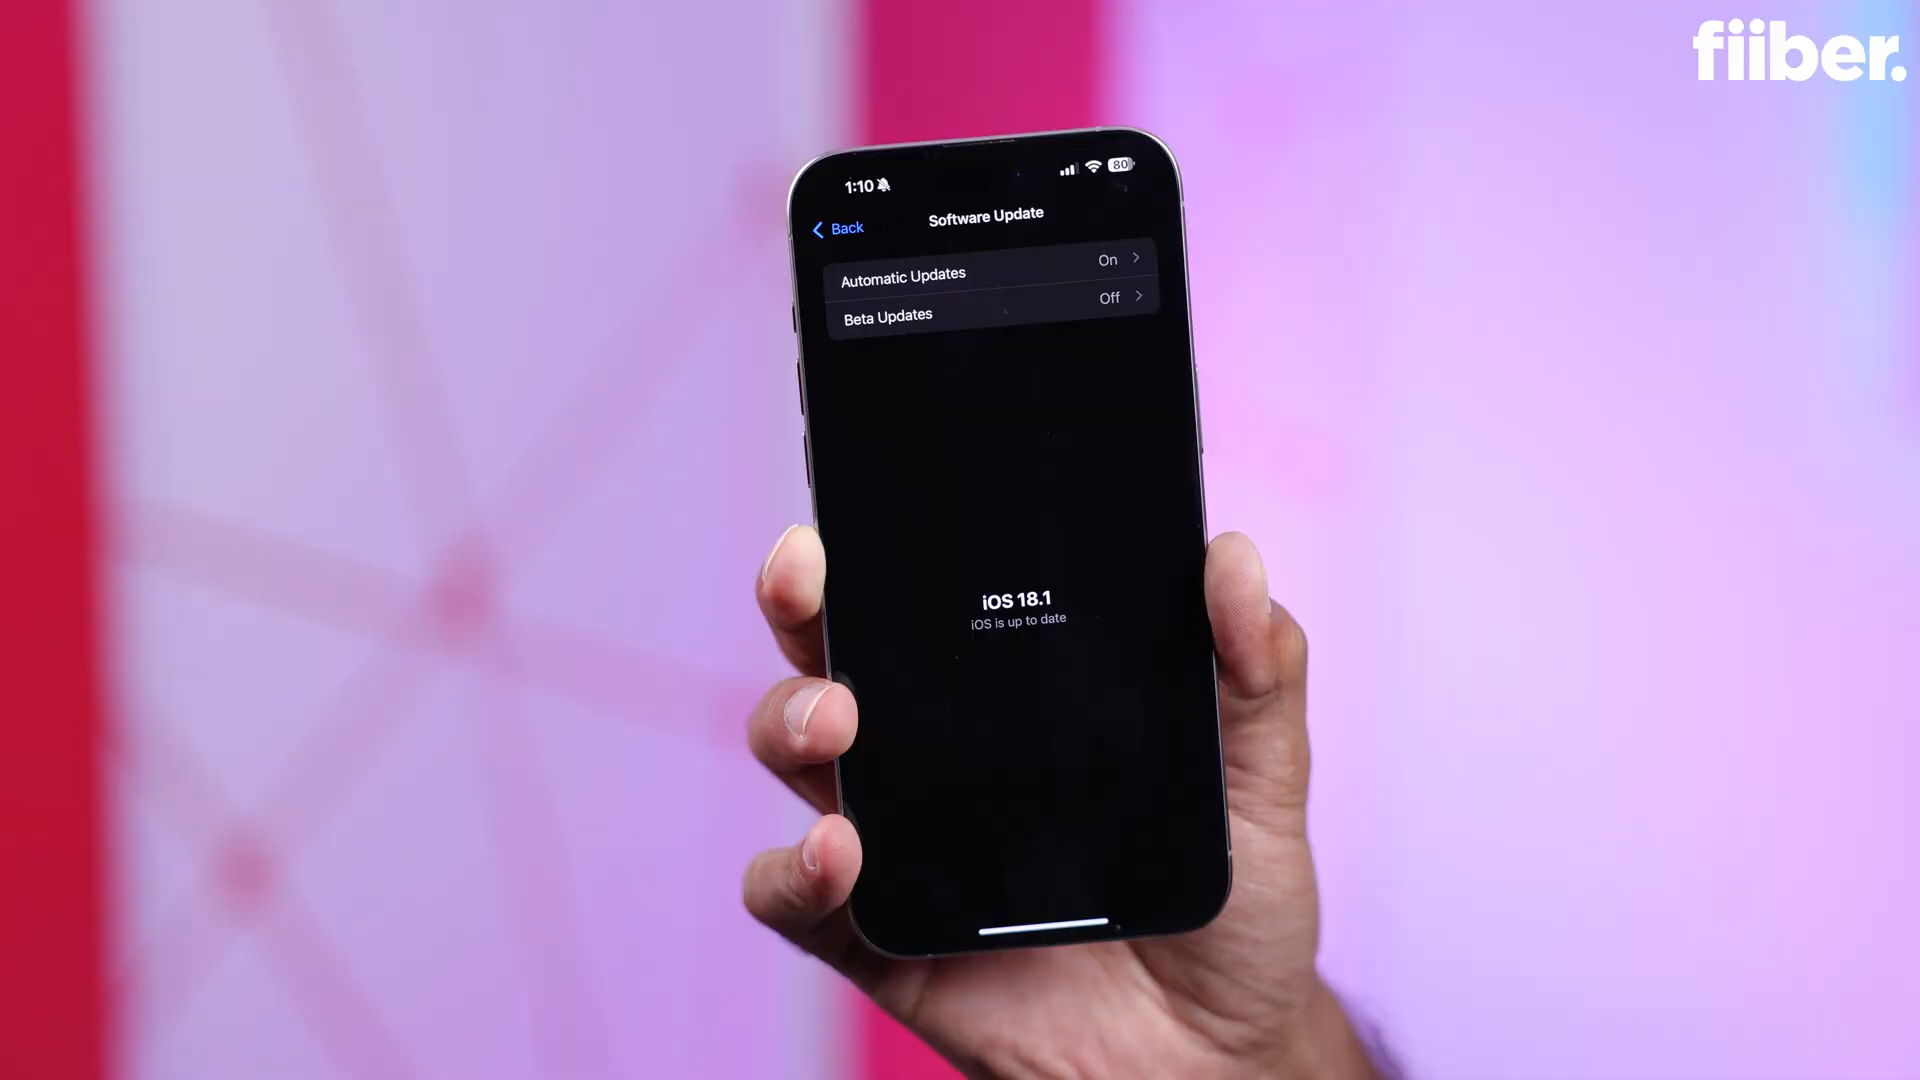 fiiber.
1:10
80
Back
Software Update
Automatic Updates On
Beta Updates Off
iOS 18.1
iOS is up to date